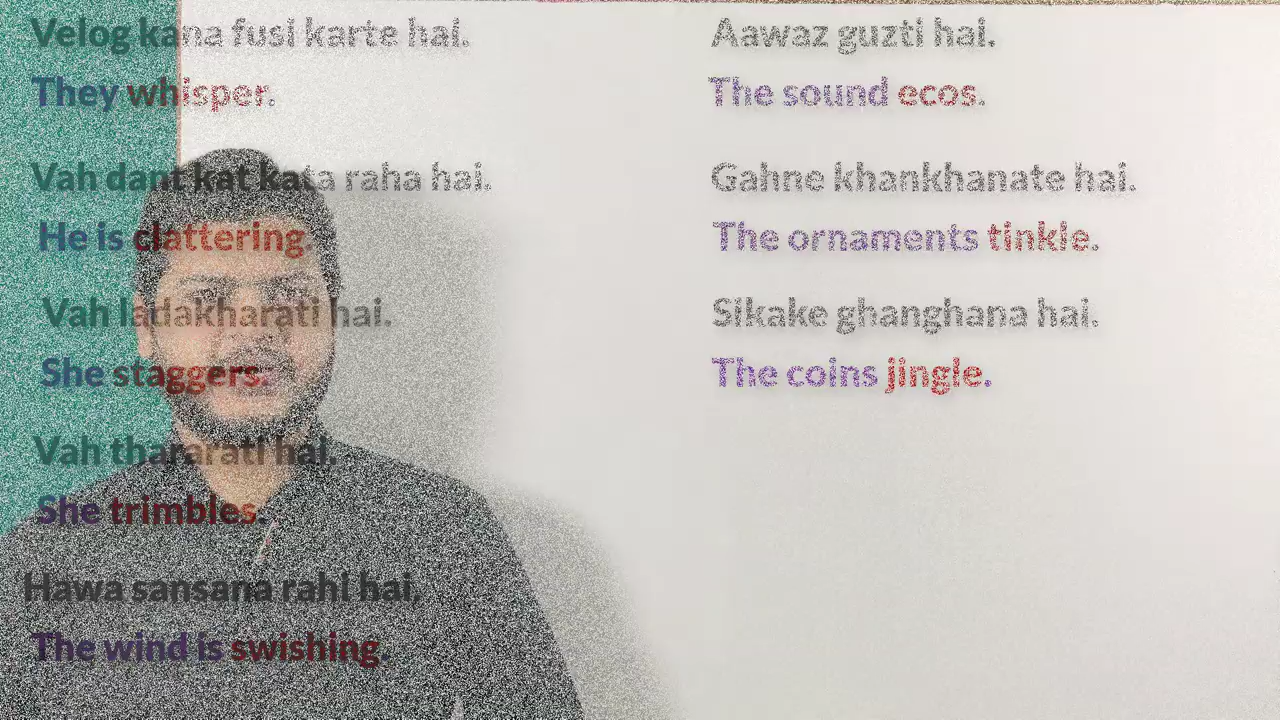 Velog kana fusi karte hai.
They whisper.
Vah dant kat kata raha hai.
He is clattering.
Vah ladakharati hai.
She staggers.
Vah thararati hai.
She trimbles.
Hawa sansana rahi hai.
The wind is swishing.
Aawaz guzti hai.
The sound ecos.
Gahne khankhanate hai.
The ornaments tinkle.
Sikake ghanghana hai.
The coins jingle.